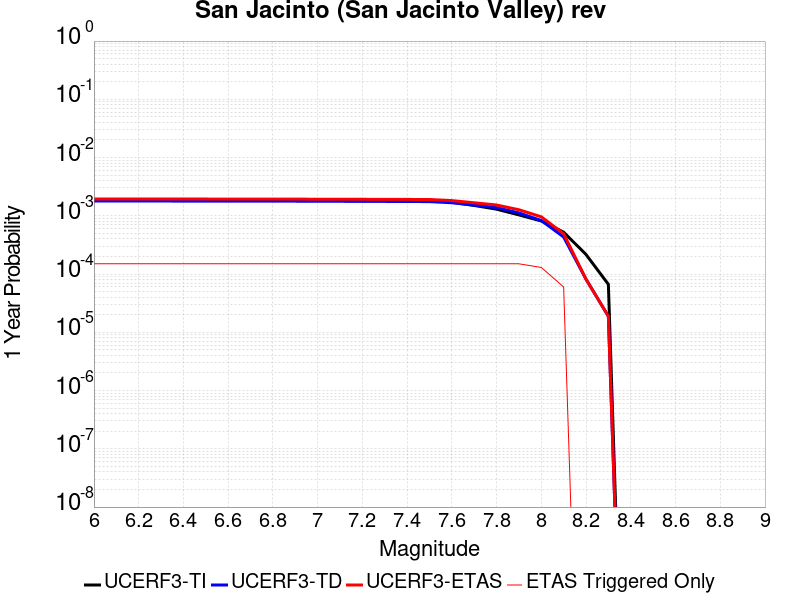 San Jacinto (San Jacinto Valley) rev
10^0
10^-1
10^-2
10^-3
10^-4
10^-5
10^-6
10^-7
10^-8
1 Year Probability
6 6.2 6.4 6.6 6.8 7 7.2 7.4 7.6 7.8 8 8.2 8.4 8.6 8.8 9
Magnitude
UCERF3-TI UCERF3-TD UCERF3-ETAS ETAS Triggered Only